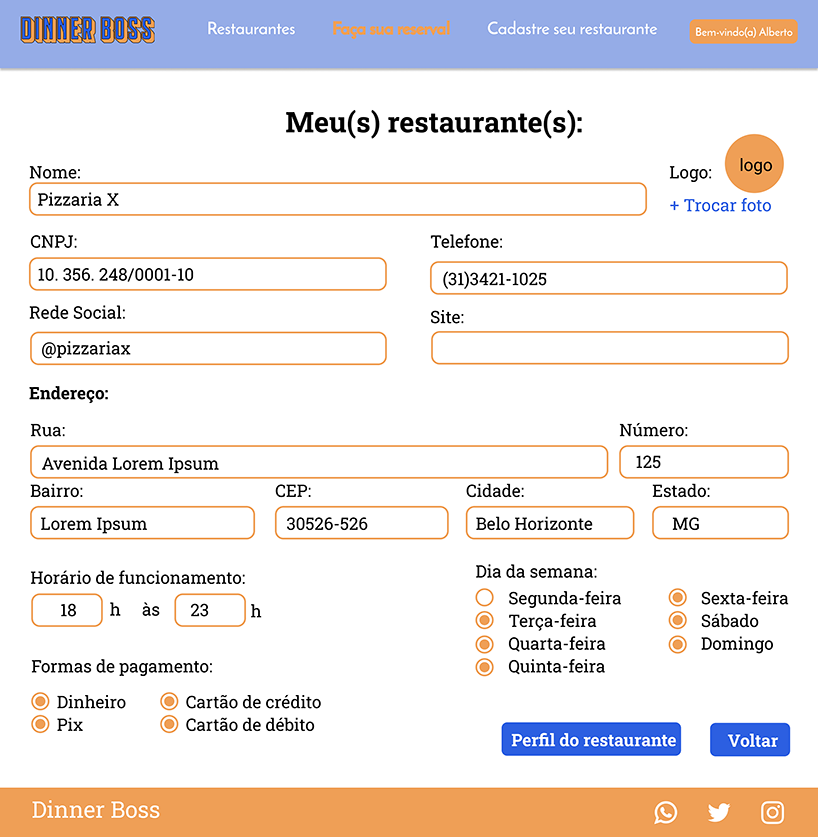 DINNER BOSS Restaurantes Faça sua reserva! Cadastre seu restaurante Bem-vindo(a) Alberto
Meu(s) restaurante(s):
Nome:
Pizzaria X
Logo: logo
+ Trocar foto
CNPJ: Telefone:
10. 356. 248/0001-10 (31)3421-1025
Rede Social: Site:
@pizzariax
Endereço:
Rua: Número:
Avenida Lorem Ipsum 125
Bairro: CEP: Cidade: Estado:
Lorem Ipsum 30526-526 Belo Horizonte MG
Horário de funcionamento:
18 h às 23 h
Dia da semana:
Segunda-feira Sexta-feira
Terça-feira Sábado
Quarta-feira Domingo
Quinta-feira
Formas de pagamento:
Dinheiro Cartão de crédito
Pix Cartão de débito
Perfil do restaurante Voltar
Dinner Boss